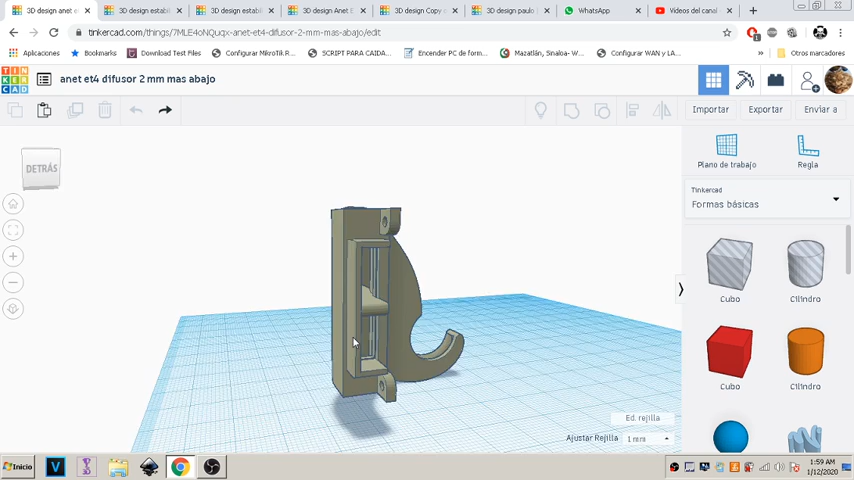 3D design anet e
3D design estabil
3D design estabil
3D design Anet E
3D design Copy o
3D design paulo
WhatsApp
Vídeos del canal
tinkercad.com/things/7MLE4oNQuqx-anet-et4-difusor-2-mm-mas-abajo/edit
Aplicaciones
Bookmarks
Download Test Files
Configurar MikroTik R
SCRIPT PARA CAIDA...
Encender PC de form...
Mazatlán, Sinaloa- W...
Configurar WAN y LA...
»
Otros marcadores
TIN
KER
CAD
anet et4 difusor 2 mm mas abajo
Importar
Exportar
Enviar a
DETRÁS
Plano de trabajo
Regla
Tinkercad
Formas básicas
Cubo
Cilindro
Cubo
Cilindro
Ed. rejilla
Ajustar Rejilla
1 mm
Inicio
1:59 AM
1/12/2020